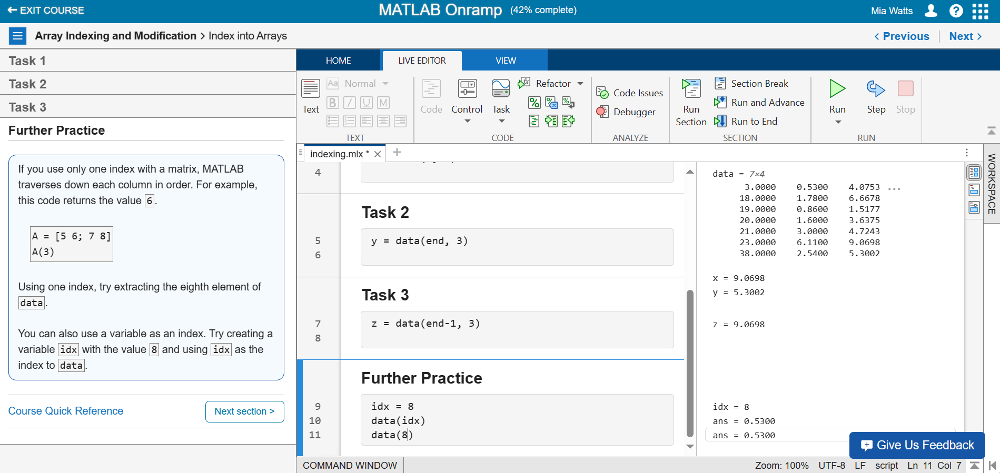 EXIT COURSE
MATLAB Onramp (42% complete)
Mia Watts
Array Indexing and Modification > Index into Arrays
< Previous
Next >
Task 1
Task 2
Task 3
Further Practice
If you use only one index with a matrix, MATLAB
traverses down each column in order. For example,
this code returns the value 6.
A = [5 6; 7 8]
A(3)
Using one index, try extracting the eighth element of
data.
You can also use a variable as an index. Try creating a
variable idx with the value 8 and using idx as the
index to data.
Course Quick Reference
Next section >
HOME
LIVE EDITOR
VIEW
Text
Aa Normal
B I U M
TEXT
Code
Control
Task
Refactor
CODE
Code Issues
Debugger
ANALYZE
Run
Section
Section Break
Run and Advance
Run to End
SECTION
Run
Step
Stop
RUN
indexing.mlx *
4
Task 2
5 y = data(end, 3)
6
Task 3
7 z = data(end-1, 3)
8
Further Practice
9 idx = 8
10 data(idx)
11 data(8)
data = 7×4
3.0000 0.5300 4.0753 ...
18.0000 1.7800 6.6678
19.0000 0.8600 1.5177
20.0000 1.6000 3.6375
21.0000 3.0000 4.7243
23.0000 6.1100 9.0698
38.0000 2.5400 5.3002
x = 9.0698
y = 5.3002
z = 9.0698
idx = 8
ans = 0.5300
ans = 0.5300
WORKSPACE
Give Us Feedback
COMMAND WINDOW
Zoom: 100% UTF-8 LF script Ln 11 Col 7